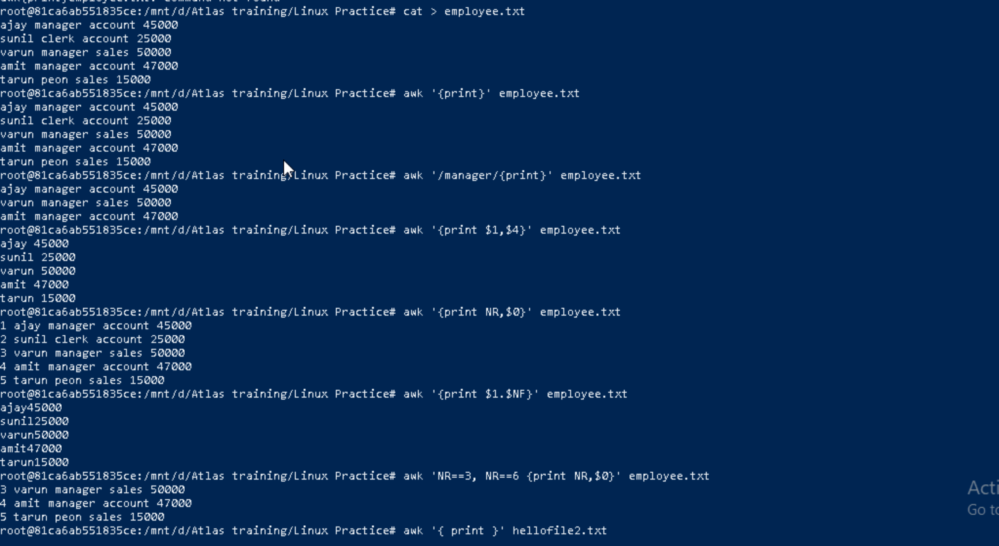 root@81ca6ab551835ce:/mnt/d/Atlas training/Linux Practice# cat > employee.txt
ajay manager account 45000
sunil clerk account 25000
varun manager sales 50000
amit manager account 47000
tarun peon sales 15000
root@81ca6ab551835ce:/mnt/d/Atlas training/Linux Practice# awk '{print}' employee.txt
ajay manager account 45000
sunil clerk account 25000
varun manager sales 50000
amit manager account 47000
tarun peon sales 15000
root@81ca6ab551835ce:/mnt/d/Atlas training/Linux Practice# awk '/manager/{print}' employee.txt
ajay manager account 45000
varun manager sales 50000
amit manager account 47000
root@81ca6ab551835ce:/mnt/d/Atlas training/Linux Practice# awk '{print $1,$4}' employee.txt
ajay 45000
sunil 25000
varun 50000
amit 47000
tarun 15000
root@81ca6ab551835ce:/mnt/d/Atlas training/Linux Practice# awk '{print NR,$0}' employee.txt
1 ajay manager account 45000
2 sunil clerk account 25000
3 varun manager sales 50000
4 amit manager account 47000
5 tarun peon sales 15000
root@81ca6ab551835ce:/mnt/d/Atlas training/Linux Practice# awk '{print $1.$NF}' employee.txt
ajay45000
sunil25000
varun50000
amit47000
tarun15000
root@81ca6ab551835ce:/mnt/d/Atlas training/Linux Practice# awk 'NR==3, NR==6 {print NR,$0}' employee.txt
3 varun manager sales 50000
4 amit manager account 47000
5 tarun peon sales 15000
root@81ca6ab551835ce:/mnt/d/Atlas training/Linux Practice# awk '{ print }' hellofile2.txt
Acti
Go to